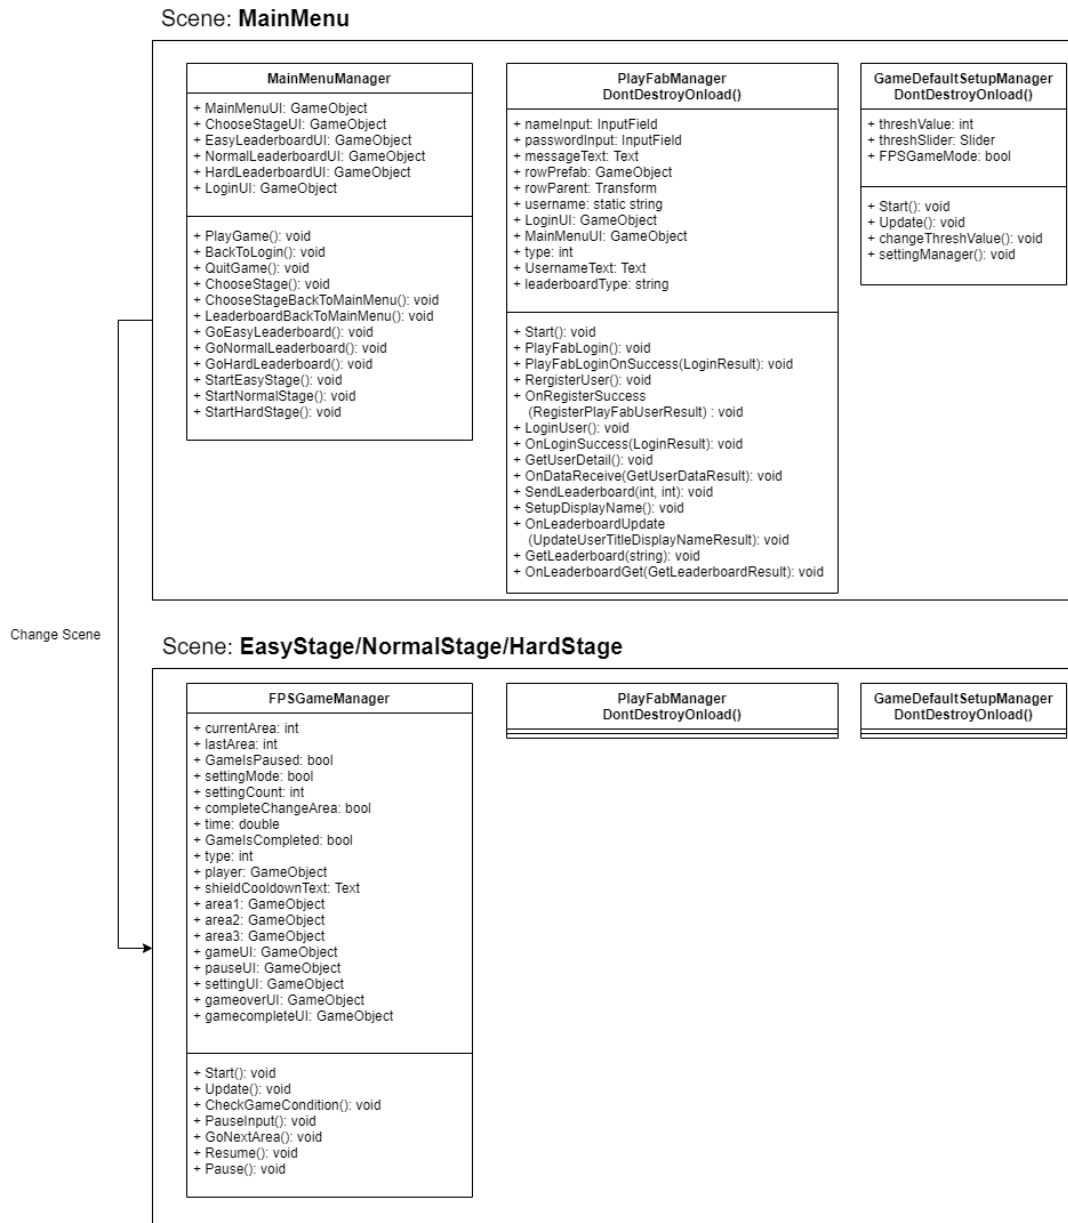 Scene: MainMenu
MainMenuManager
+ MainMenuUI: GameObject
+ ChooseStageUI: GameObject
+ EasyLeaderboardUI: GameObject
+ NormalLeaderboardUI: GameObject
+ HardLeaderboardUI: GameObject
+ LoginUI: GameObject
+ PlayGame(): void
+ BackToLogin(): void
+ QuitGame(): void
+ ChooseStage(): void
+ ChooseStageBackToMainMenu(): void
+ LeaderboardBackToMainMenu(): void
+ GoEasyLeaderboard(): void
+ GoNormalLeaderboard(): void
+ GoHardLeaderboard(): void
+ StartEasyStage(): void
+ StartNormalStage(): void
+ StartHardStage(): void
PlayFabManager
DontDestroyOnload()
+ nameInput: InputField
+ passwordInput: InputField
+ messageText: Text
+ rowPrefab: GameObject
+ rowParent: Transform
+ username: static string
+ LoginUI: GameObject
+ MainMenuUI: GameObject
+ type: int
+ UsernameText: Text
+ leaderboardType: string
+ Start(): void
+ PlayFabLogin(): void
+ PlayFabLoginOnSuccess(LoginResult): void
+ RergisterUser(): void
+ OnRegisterSuccess
(RegisterPlayFabUserResult) : void
+ LoginUser(): void
+ OnLoginSuccess(LoginResult): void
+ GetUserDetail(): void
+ OnDataReceive(GetUserDataResult): void
+ SendLeaderboard(int, int): void
+ SetupDisplayName(): void
+ OnLeaderboardUpdate
(UpdateUserTitleDisplayNameResult): void
+ GetLeaderboard(string): void
+ OnLeaderboardGet(GetLeaderboardResult): void
GameDefaultSetupManager
DontDestroyOnload()
+ threshValue: int
+ threshSlider: Slider
+ FPSGameMode: bool
+ Start(): void
+ Update(): void
+ changeThreshValue(): void
+ settingManager(): void
Change Scene
Scene: EasyStage/NormalStage/HardStage
FPSGameManager
+ currentArea: int
+ lastArea: int
+ GameIsPaused: bool
+ settingMode: bool
+ settingCount: int
+ completeChangeArea: bool
+ time: double
+ GameIsCompleted: bool
+ type: int
+ player: GameObject
+ shieldCooldownText: Text
+ area1: GameObject
+ area2: GameObject
+ area3: GameObject
+ gameUI: GameObject
+ pauseUI: GameObject
+ settingUI: GameObject
+ gameoverUI: GameObject
+ gamecompleteUI: GameObject
+ Start(): void
+ Update(): void
+ CheckGameCondition(): void
+ PauseInput(): void
+ GoNextArea(): void
+ Resume(): void
+ Pause(): void
PlayFabManager
DontDestroyOnload()
GameDefaultSetupManager
DontDestroyOnload()